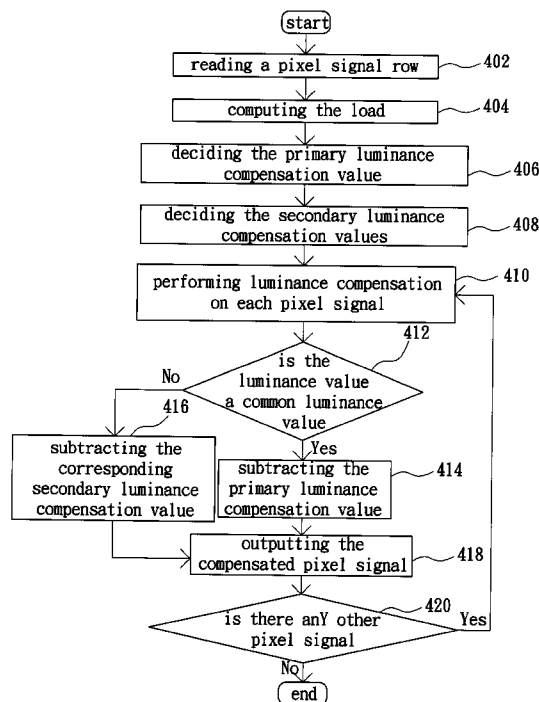 start
reading a pixel signal row
402
computing the load
404
deciding the primary luminance
compensation value
406
deciding the secondary luminance
compensation values
408
performing luminance compensation
on each pixel signal
410
412
is the
luminance value
a common luminance
value
No
416
Yes
subtracting the
corresponding
secondary luminance
compensation value
subtracting the
primary luminance
compensation value
414
outputting the
compensated pixel signal
418
420
is there anY other
pixel signal
Yes
No
end